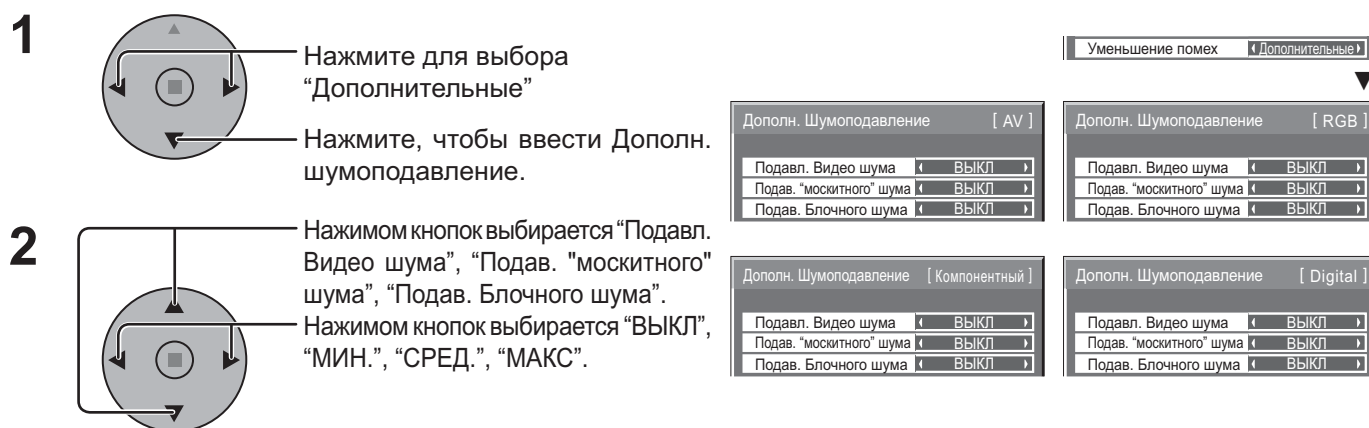 1
Нажмите для выбора
“Дополнительные”
Нажмите, чтобы ввести Дополн.
шумоподавление.
2
Нажимом кнопок выбирается “Подавл.
Видео шума”, “Подав. "москитного"
шума”, “Подав. Блочного шума”.
Нажимом кнопок выбирается “ВЫКЛ”,
“МИН.”, “СРЕД.”, “МАКС”.
Уменьшение помех Дополнительные
Дополн. Шумоподавление [ AV ]
Подавл. Видео шума ВЫКЛ
Подав. “москитного” шума ВЫКЛ
Подав. Блочного шума ВЫКЛ
Дополн. Шумоподавление [ RGB ]
Подавл. Видео шума ВЫКЛ
Подав. “москитного” шума ВЫКЛ
Подав. Блочного шума ВЫКЛ
Дополн. Шумоподавление [ Компонентный ]
Подавл. Видео шума ВЫКЛ
Подав. “москитного” шума ВЫКЛ
Подав. Блочного шума ВЫКЛ
Дополн. Шумоподавление [ Digital ]
Подавл. Видео шума ВЫКЛ
Подав. “москитного” шума ВЫКЛ
Подав. Блочного шума ВЫКЛ